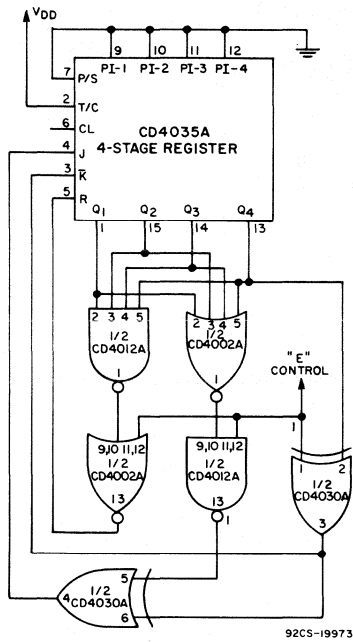 VDD
9 10 11 12
PI-1 PI-2 PI-3 PI-4
7 P/S
2 T/C
6 CL
4 J
3 K̅
5 R
CD4035A
4-STAGE REGISTER
Q1 Q2 Q3 Q4
1 15 14 13
2 3 4 5
1/2
CD4012A
1
2 3 4 5
1/2
CD4002A
1
"E"
CONTROL
1
9,10 11,12
1/2
CD4002A
13
9,10 11,12
1/2
CD4012A
13
1
1 2
1/2
CD4030A
3
4
1/2
CD4030A
5
6
92CS-19973